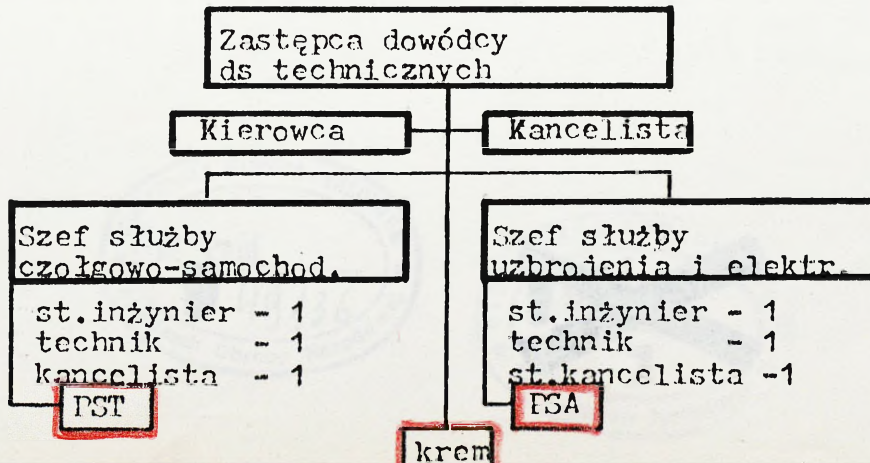 Zastępca dowódcy
ds technicznych
Kierowca
Kancelista
Szef służby
czołgowo-samochod.
st.inżynier - 1
technik - 1
kancelista - 1
PST
Szef służby
uzbrojenia i elektr.
st.inżynier - 1
technik - 1
st.kancelista -1
PSA
krem